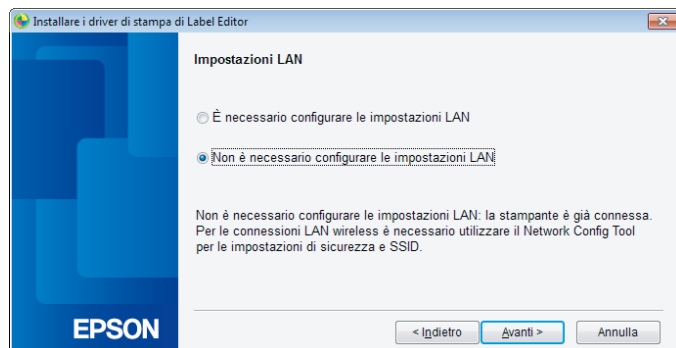 Installare i driver di stampa di Label Editor
Impostazioni LAN
È necessario configurare le impostazioni LAN
Non è necessario configurare le impostazioni LAN
Non è necessario configurare le impostazioni LAN: la stampante è già connessa.
Per le connessioni LAN wireless è necessario utilizzare il Network Config Tool
per le impostazioni di sicurezza e SSID.
EPSON
< Indietro
Avanti >
Annulla